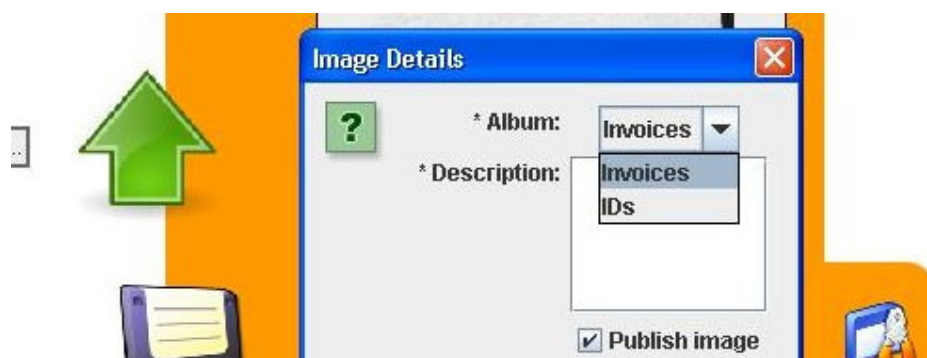 Image Details
* Album:
Invoices
* Description:
Invoices
IDs
Publish image